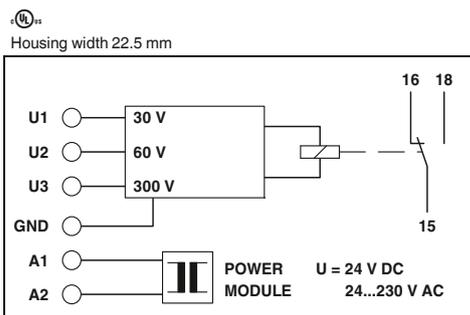 c UL us
Housing width 22.5 mm
16 18
U1 30 V
U2 60 V
U3 300 V
GND
15
A1
A2
POWER U = 24 V DC
MODULE 24...230 V AC